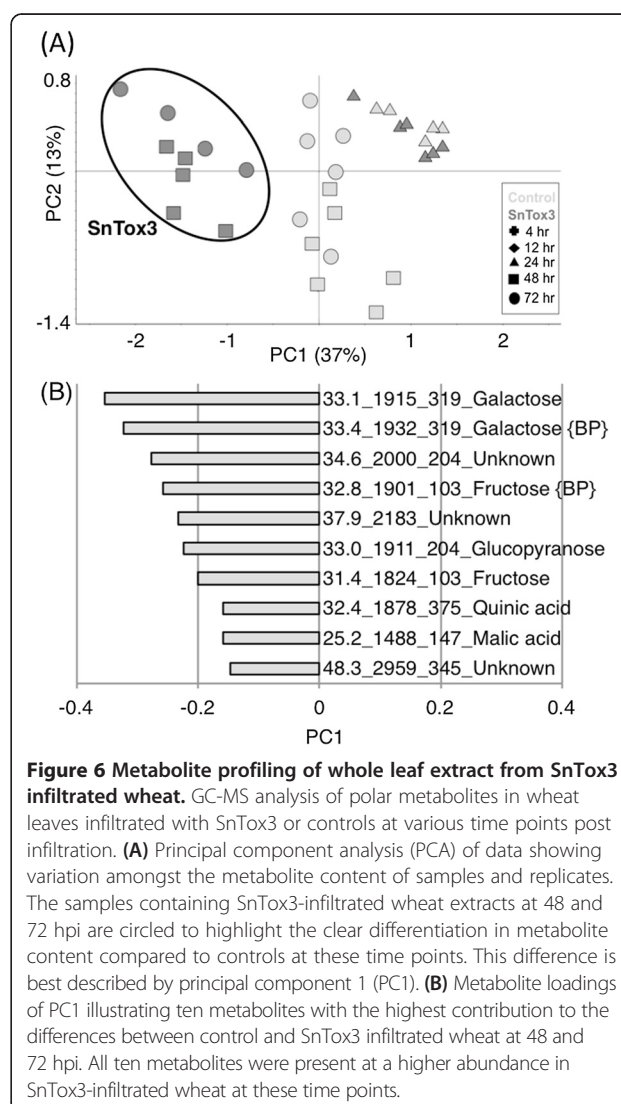 (A)
0.8
PC2 (13%)
-1.4
SnTox3
Control
SnTox3
4 hr
12 hr
24 hr
48 hr
72 hr
-2
-1
1
2
PC1 (37%)
(B)
33.1_1915_319_Galactose
33.4_1932_319_Galactose {BP}
34.6_2000_204_Unknown
32.8_1901_103_Fructose {BP}
37.9_2183_Unknown
33.0_1911_204_Glucopyranose
31.4_1824_103_Fructose
32.4_1878_375_Quinic acid
25.2_1488_147_Malic acid
48.3_2959_345_Unknown
-0.4
-0.2
0
0.2
0.4
PC1
Figure 6 Metabolite profiling of whole leaf extract from SnTox3
infiltrated wheat. GC-MS analysis of polar metabolites in wheat
leaves infiltrated with SnTox3 or controls at various time points post
infiltration. (A) Principal component analysis (PCA) of data showing
variation amongst the metabolite content of samples and replicates.
The samples containing SnTox3-infiltrated wheat extracts at 48 and
72 hpi are circled to highlight the clear differentiation in metabolite
content compared to controls at these time points. This difference is
best described by principal component 1 (PC1). (B) Metabolite loadings
of PC1 illustrating ten metabolites with the highest contribution to the
differences between control and SnTox3 infiltrated wheat at 48 and
72 hpi. All ten metabolites were present at a higher abundance in
SnTox3-infiltrated wheat at these time points.